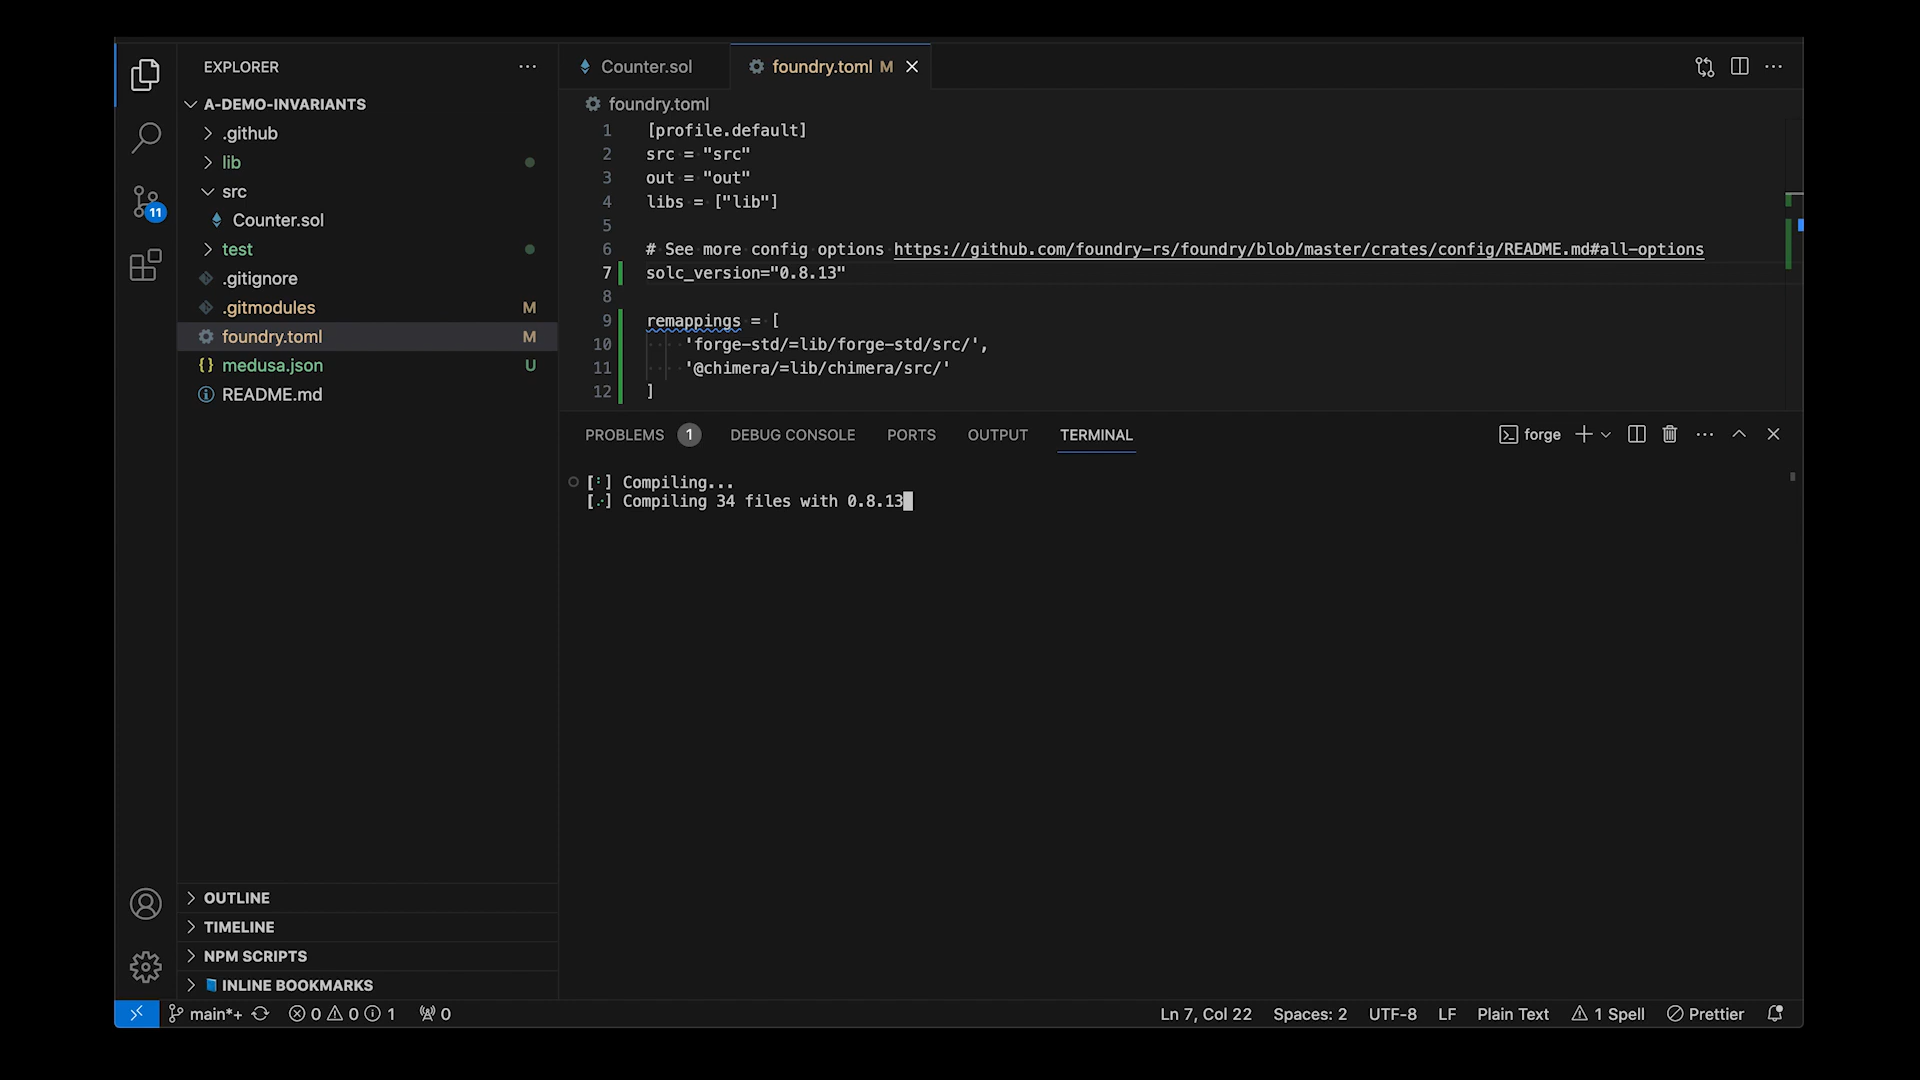 EXPLORER
A-DEMO-INVARIANTS
.github
lib
src
Counter.sol
test
.gitignore
.gitmodules M
foundry.toml M
medusa.json U
README.md
OUTLINE
TIMELINE
NPM SCRIPTS
INLINE BOOKMARKS
11
Counter.sol
foundry.toml M
foundry.toml
1 [profile.default]
2 src = "src"
3 out = "out"
4 libs = ["lib"]
5
6 # See more config options https://github.com/foundry-rs/foundry/blob/master/crates/config/README.md#all-options
7 solc_version="0.8.13"
8
9 remappings = [
10 'forge-std/=lib/forge-std/src/',
11 '@chimera/=lib/chimera/src/'
12 ]
PROBLEMS 1 DEBUG CONSOLE PORTS OUTPUT TERMINAL forge
[⠃] Compiling...
[⠔] Compiling 34 files with 0.8.13
main*+ 0 0 1 0 Ln 7, Col 22 Spaces: 2 UTF-8 LF Plain Text 1 Spell Prettier